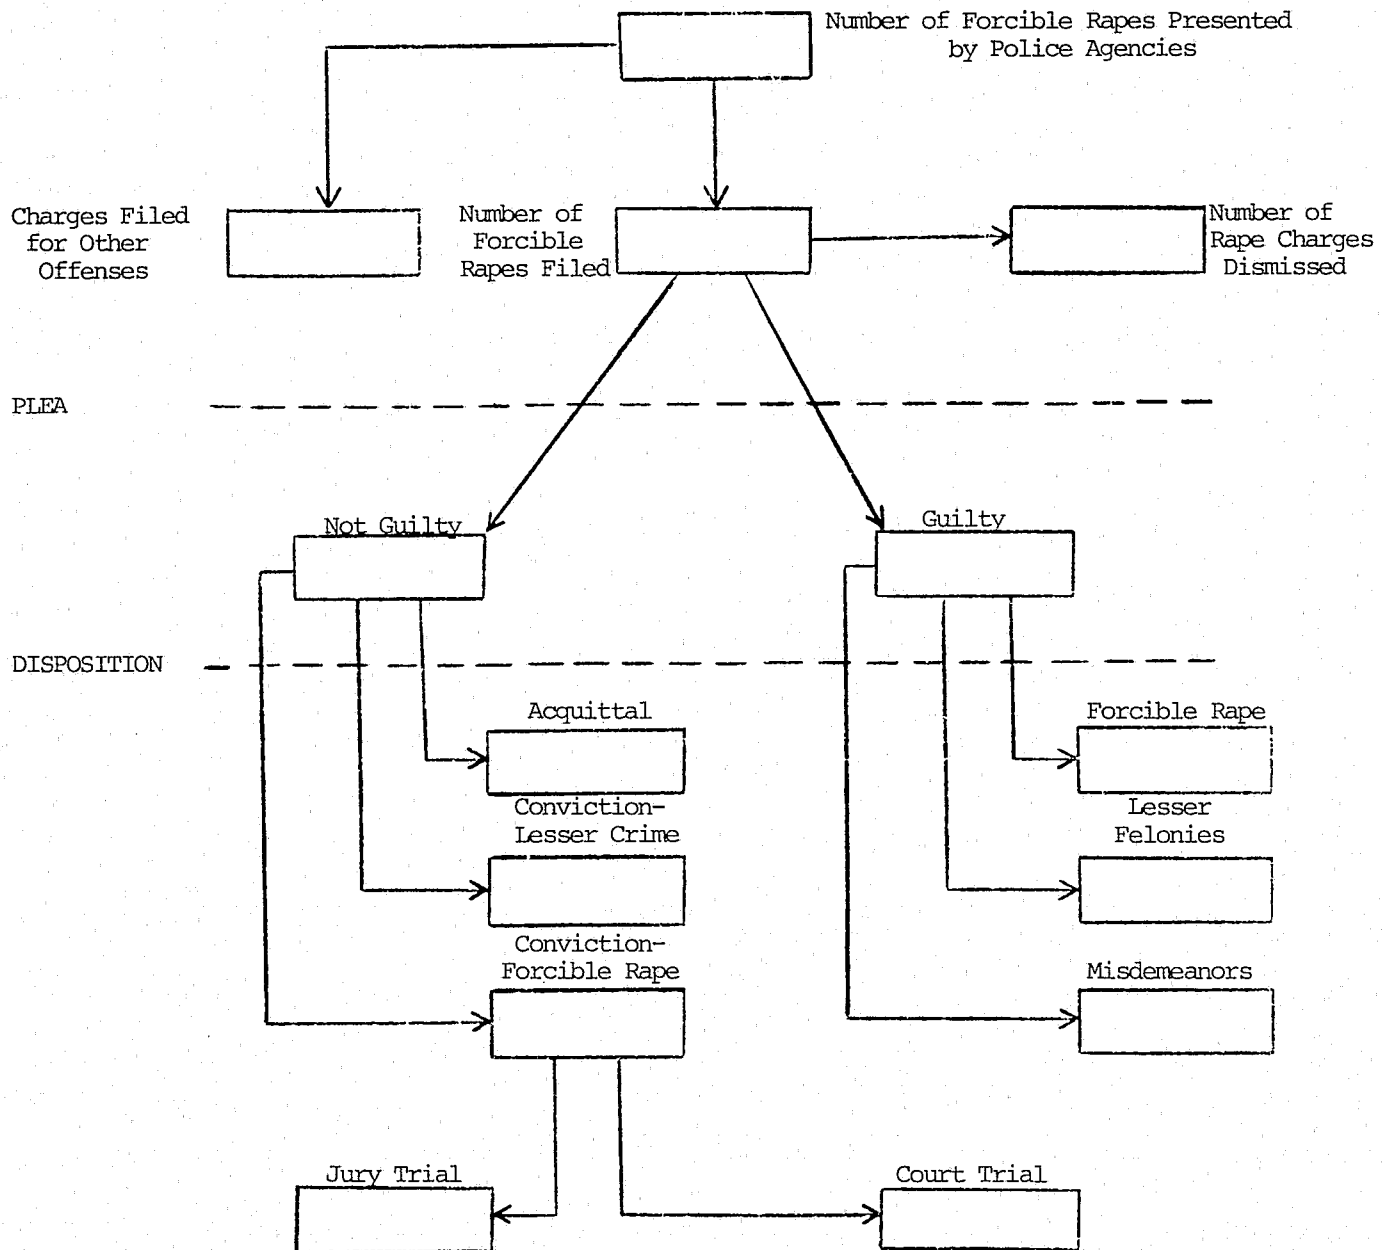 Number of Forcible Rapes Presented
by Police Agencies
Charges Filed
for Other
Offenses
Number of
Forcible
Rapes Filed
Number of
Rape Charges
Dismissed
PLEA
Not Guilty
Guilty
DISPOSITION
Acquittal
Forcible Rape
Conviction-
Lesser Crime
Lesser
Felonies
Conviction-
Forcible Rape
Misdemeanors
Jury Trial
Court Trial